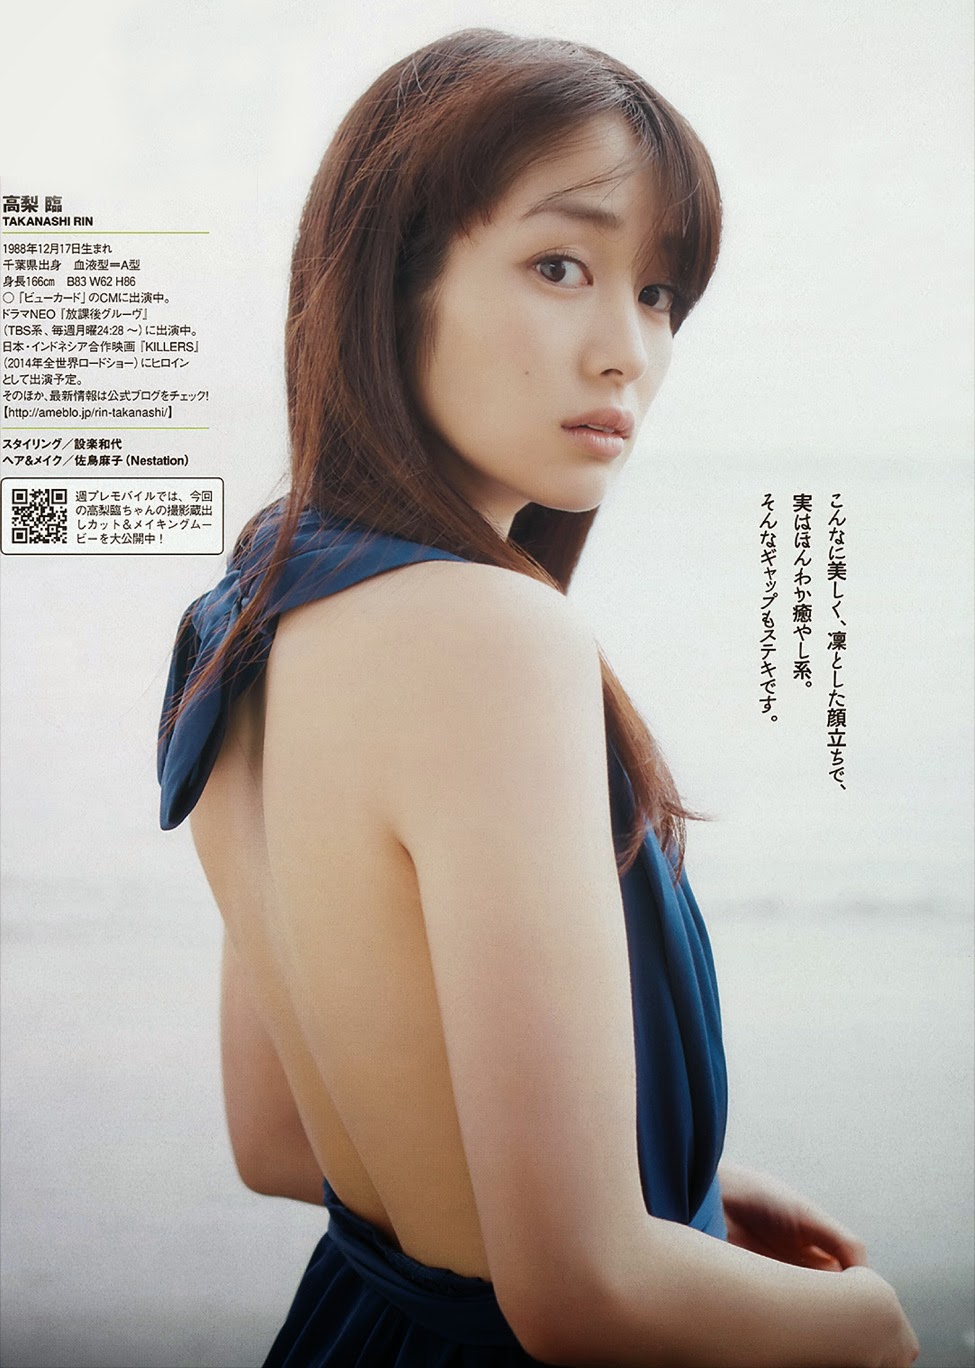 高梨 臨
TAKANASHI RIN
1988年12月17日生まれ
千葉県出身　血液型＝A型
身長166㎝　B83 W62 H86
○『ビューカード』のCMに出演中。
ドラマNEO『放課後グルーヴ』
（TBS系、毎週月曜24:28 〜）に出演中。
日本・インドネシア合作映画『KILLERS』
（2014年全世界ロードショー）にヒロイン
として出演予定。
そのほか、最新情報は公式ブログをチェック!
【http://ameblo.jp/rin-takanashi/】
スタイリング／設楽和代
ヘア&メイク／佐鳥麻子（Nestation）
週プレモバイルでは、今回
の高梨臨ちゃんの撮影蔵出
しカット＆メイキングムー
ビーを大公開中！
こんなに美しく、凜とした顔立ちで、
実はほんわか癒やし系。
そんなギャップもステキです。